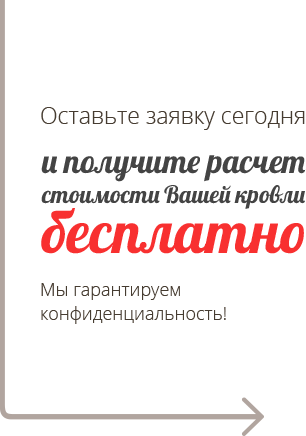 Оставьте заявку сегодня
и получите расчет
стоимости Вашей кровли
бесплатно
Мы гарантируем
конфиденциальность!